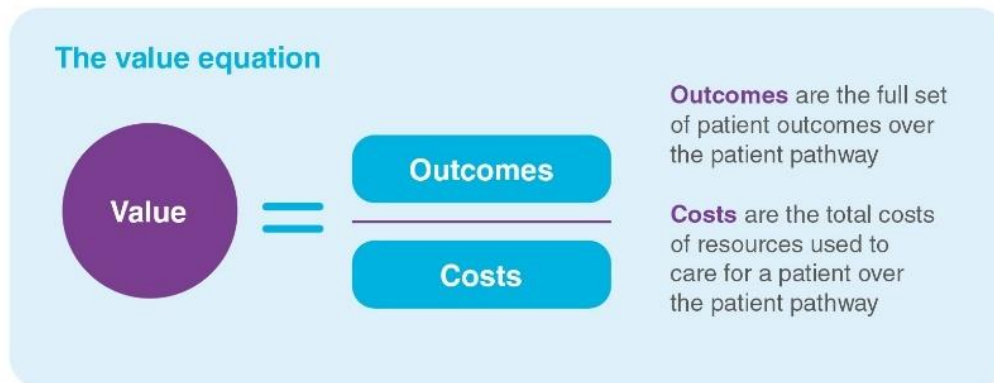 The value equation
Value
Outcomes
Costs
Outcomes are the full set
of patient outcomes over
the patient pathway
Costs are the total costs
of resources used to
care for a patient over
the patient pathway